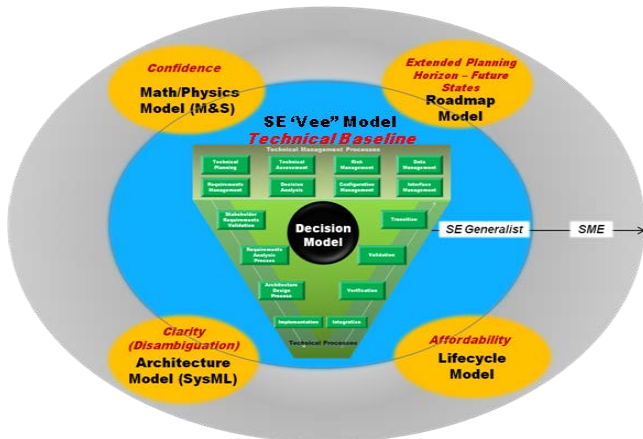 Confidence
Math/Physics
Model (M&S)
Extended Planning
Horizon – Future
States
Roadmap
Model
SE ‘Vee” Model
Technical Baseline
Technical Management Processes
Technical
Planning
Technical
Assessment
Risk
Management
Data
Management
Requirements
Management
Decision
Analysis
Configuration
Management
Interface
Management
Stakeholder
Requirements
Validation
Transition
Decision
Model
SE Generalist
SME
Requirements
Analysis
Process
Validation
Architecture
Design
Process
Verification
Implementation
Integration
Technical Processes
Clarity
(Disambiguation)
Architecture
Model (SysML)
Affordability
Lifecycle
Model